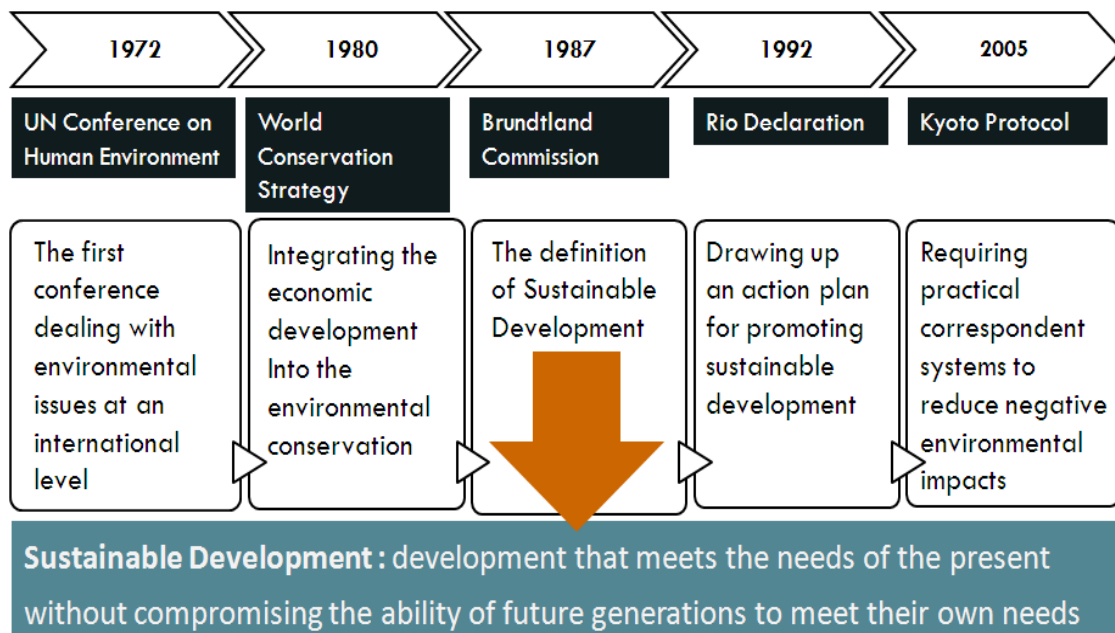 1972
1980
1987
1992
2005
UN Conference on
Human Environment
World
Conservation
Strategy
Brundtland
Commission
Rio Declaration
Kyoto Protocol
The first
conference
dealing with
environmental
issues at an
international
level
Integrating the
economic
development
Into the
environmental
conservation
The definition
of Sustainable
Development
Drawing up
an action plan
for promoting
sustainable
development
Requiring
practical
correspondent
systems to
reduce negative
environmental
impacts
Sustainable Development : development that meets the needs of the present
without compromising the ability of future generations to meet their own needs